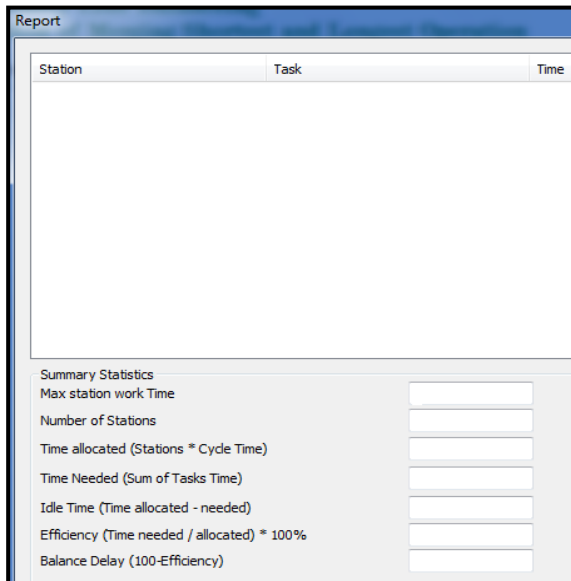 Report
Station Task Time
Summary Statistics
Max station work Time
Number of Stations
Time allocated (Stations * Cycle Time)
Time Needed (Sum of Tasks Time)
Idle Time (Time allocated - needed)
Efficiency (Time needed / allocated) * 100%
Balance Delay (100-Efficiency)